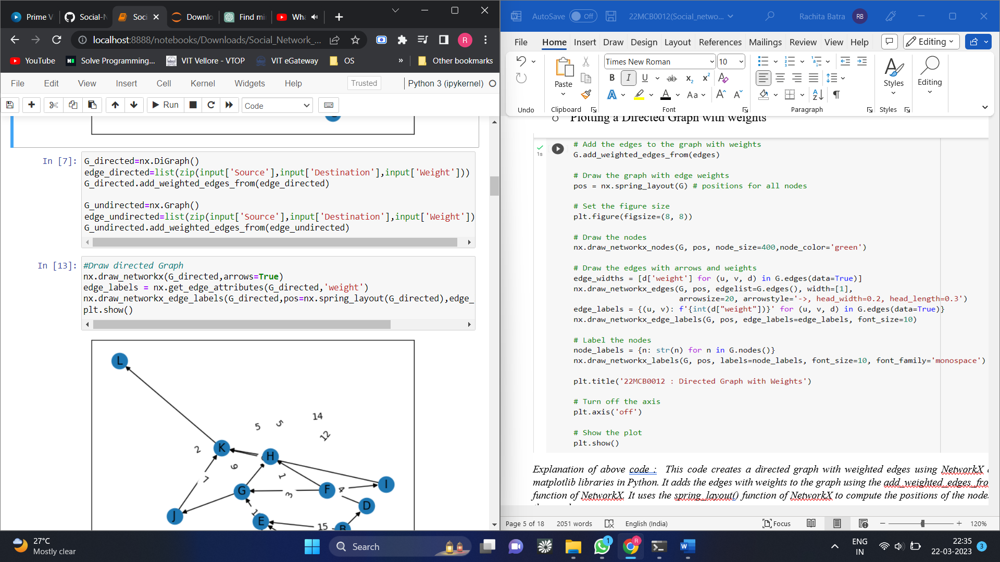 Prime V
Social-N
Soci
Downlo
Find mi
Wha
localhost:8888/notebooks/Downloads/Social_Network_...
R
YouTube
Solve Programming...
VIT Vellore - VTOP
VIT eGateway
OS
»
Other bookmarks
File Edit View Insert Cell Kernel Widgets Help
Trusted
Python 3 (ipykernel)
Run
Code
In [7]:
G_directed=nx.DiGraph()
edge_directed=list(zip(input['Source'],input['Destination'],input['Weight']))
G_directed.add_weighted_edges_from(edge_directed)
G_undirected=nx.Graph()
edge_undirected=list(zip(input['Source'],input['Destination'],input['Weight'])
G_undirected.add_weighted_edges_from(edge_undirected)
In [13]:
#Draw directed Graph
nx.draw_networkx(G_directed,arrows=True)
edge_labels = nx.get_edge_attributes(G_directed,'weight')
nx.draw_networkx_edge_labels(G_directed,pos=nx.spring_layout(G_directed),edge_
plt.show()
L
14
5 5
12
K
2
H
9
1
7
I
G
F
4
3
D
J
1
E
15
B
AutoSave Off
22MCB0012(Social_netwo...
Rachita Batra RB
File Home Insert Draw Design Layout References Mailings Review View Help
Editing
Times New Roman 10
Paste
B I U ab x₂ x²
A A Aa A A
Styles
Editing
Undo Clipboard Font Paragraph Styles
o Plotting a Directed Graph with weights
1s
# Add the edges to the graph with weights
G.add_weighted_edges_from(edges)
# Draw the graph with edge weights
pos = nx.spring_layout(G) # positions for all nodes
# Set the figure size
plt.figure(figsize=(8, 8))
# Draw the nodes
nx.draw_networkx_nodes(G, pos, node_size=400,node_color='green')
# Draw the edges with arrows and weights
edge_widths = [d['weight'] for (u, v, d) in G.edges(data=True)]
nx.draw_networkx_edges(G, pos, edgelist=G.edges(), width=[1],
arrowsize=20, arrowstyle='->, head_width=0.2, head_length=0.3')
edge_labels = {(u, v): f'{int(d["weight"])}' for (u, v, d) in G.edges(data=True)}
nx.draw_networkx_edge_labels(G, pos, edge_labels=edge_labels, font_size=10)
# Label the nodes
node_labels = {n: str(n) for n in G.nodes()}
nx.draw_networkx_labels(G, pos, labels=node_labels, font_size=10, font_family='monospace')
plt.title('22MCB0012 : Directed Graph with Weights')
# Turn off the axis
plt.axis('off')
# Show the plot
plt.show()
Explanation of above code : This code creates a directed graph with weighted edges using NetworkX
matplotlib libraries in Python. It adds the edges with weights to the graph using the add_weighted_edges_fro
function of NetworkX. It uses the spring_layout() function of NetworkX to compute the positions of the node
Page 5 of 18
2051 words
English (India)
Focus
120%
27°C
Mostly clear
Search
1
R
ENG
IN
22:35
22-03-2023
3